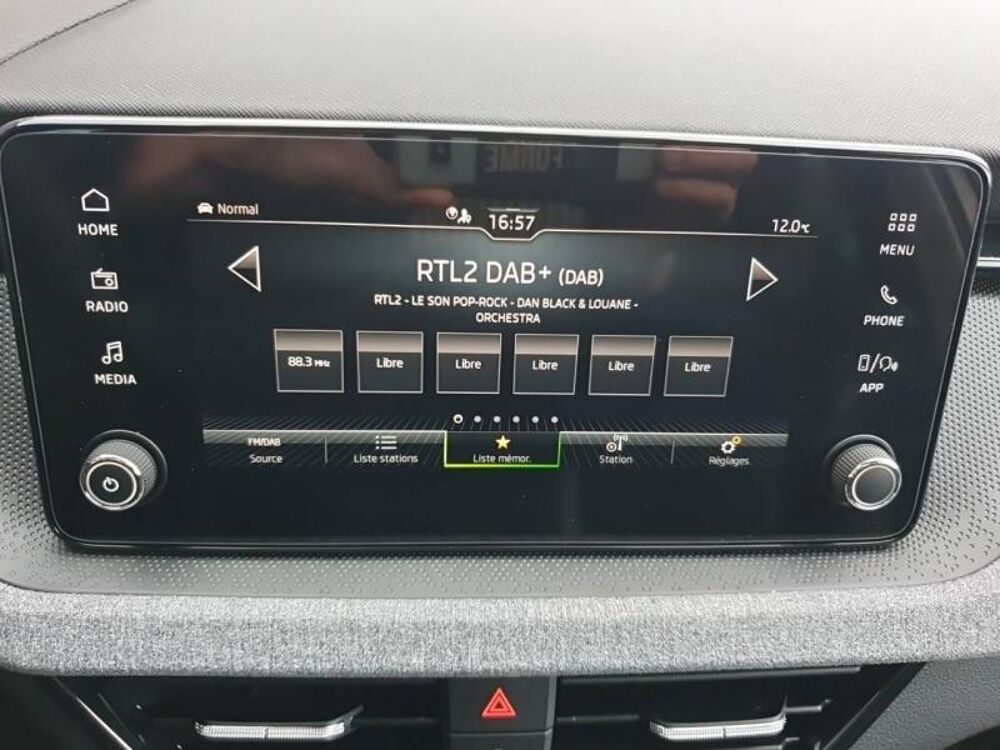 FORME
HOME
Normal
16:57
12.0°C
MENU
RTL2 DAB+ (DAB)
RADIO
RTL2 - LE SON POP-ROCK - DAN BLACK & LOUANE -
ORCHESTRA
PHONE
MEDIA
88.3 MHz
Libre
Libre
Libre
Libre
Libre
APP
FM/DAB
Source
Liste stations
Liste mémor.
Station
Réglages